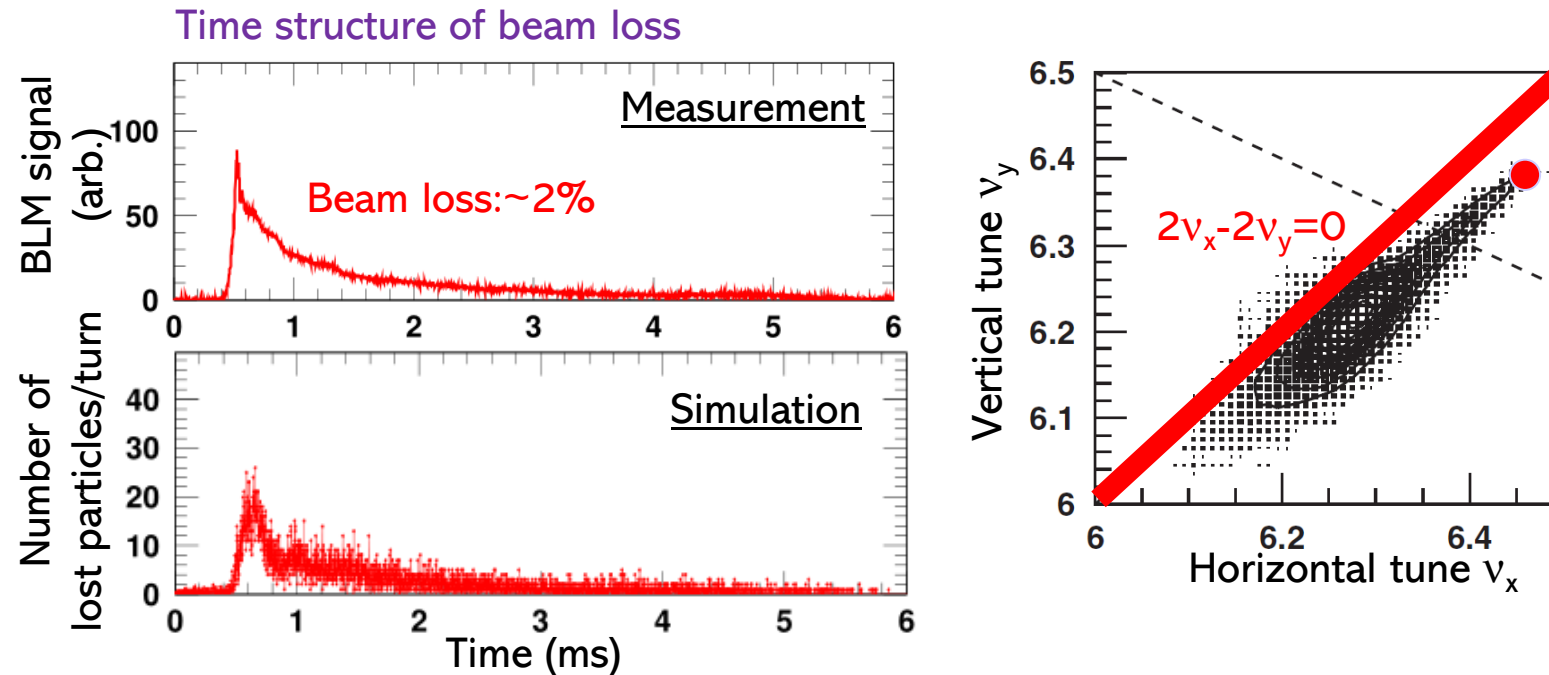 Time structure of beam loss
BLM signal
(arb.)
100
50
0
Measurement
Beam loss:~2%
0 1 2 3 4 5 6
Number of
lost particles/turn
40
30
20
10
0
Simulation
0 1 2 3 4 5 6
Time (ms)
Vertical tune νy
6.5
6.4
6.3
6.2
6.1
6
2νx-2νy=0
6 6.2 6.4
Horizontal tune νx